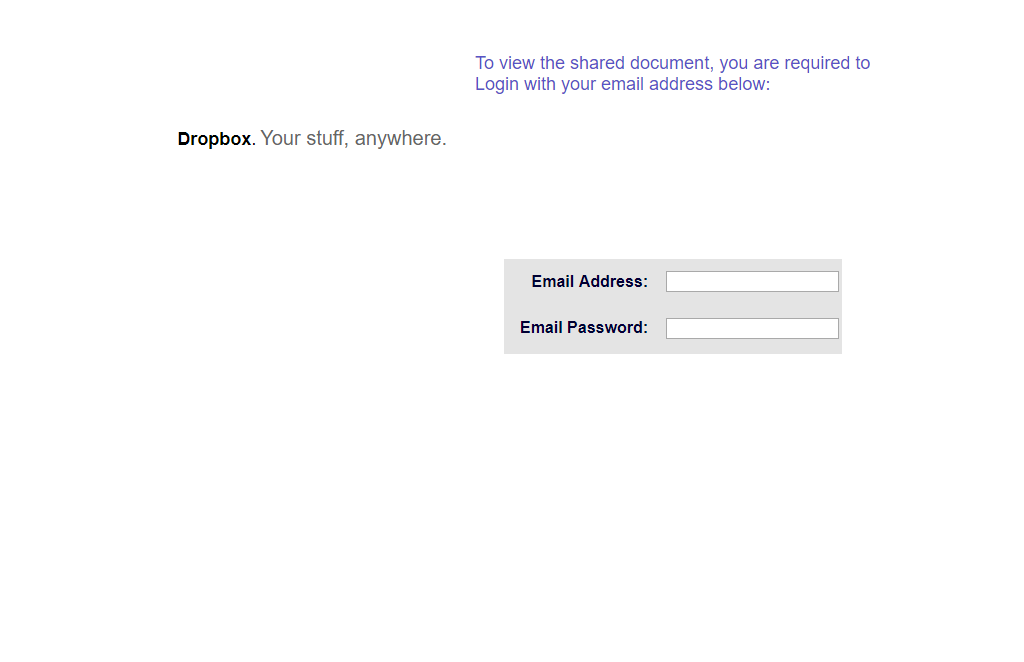 To view the shared document, you are required to
Login with your email address below:
Dropbox. Your stuff, anywhere.
Email Address:
Email Password: